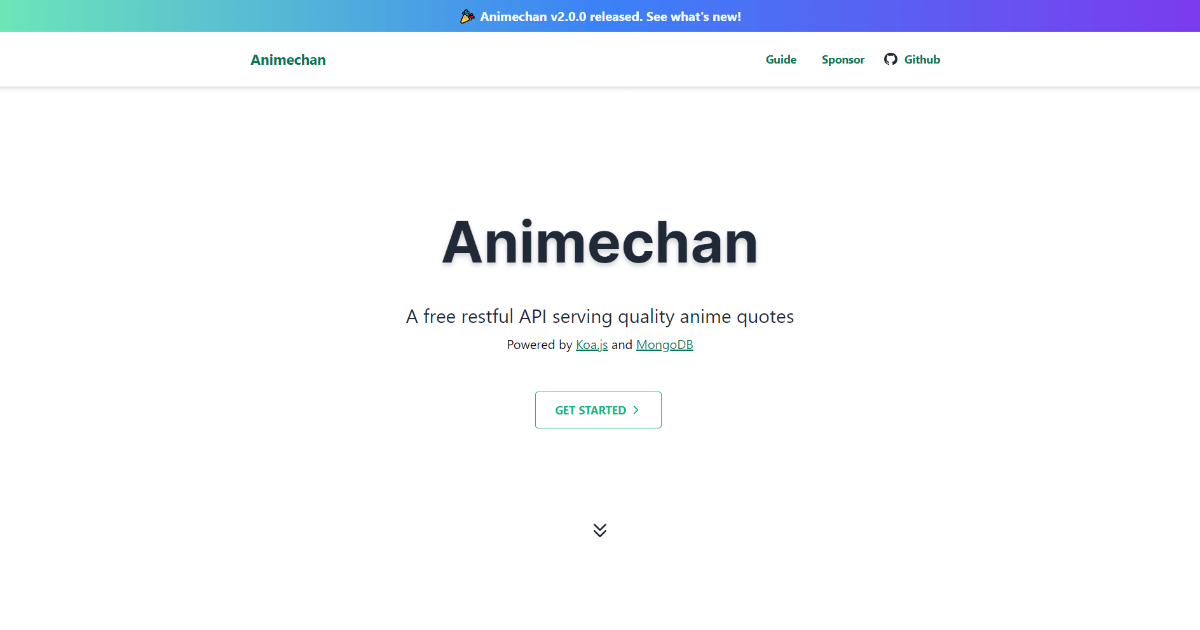 🎉 Animechan v2.0.0 released. See what's new!
Animechan Guide Sponsor Github
Animechan
A free restful API serving quality anime quotes
Powered by Koa.js and MongoDB
GET STARTED